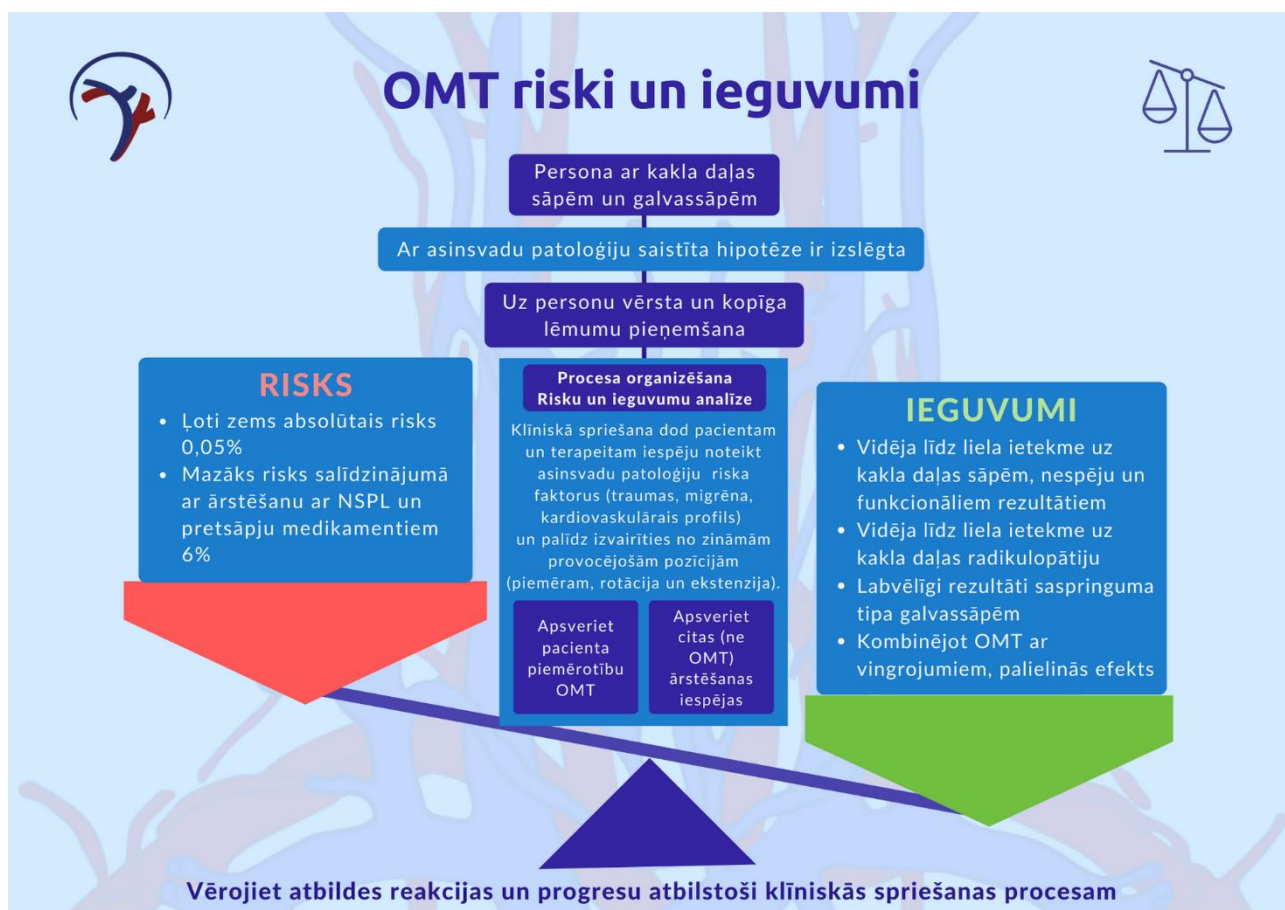 OMT riski un ieguvumi
Persona ar kakla daļas
sāpēm un galvassāpēm
Ar asinsvadu patoloģiju saistīta hipotēze ir izslēgta
Uz personu vērsta un kopīga
lēmumu pieņemšana
RISKS
• Ļoti zems absolūtais risks
0,05%
• Mazāks risks salīdzinājumā
ar ārstēšanu ar NSPL un
pretsāpju medikamentiem
6%
Procesa organizēšana
Risku un ieguvumu analīze
Klīniskā spriešana dod pacientam
un terapeitam iespēju noteikt
asinsvadu patoloģiju riska
faktorus (traumas, migrēna,
kardiovaskulārais profils)
un palīdz izvairīties no zināmām
provocējošām pozīcijām
(piemēram, rotācija un ekstenzija).
Apsveriet
pacienta
piemērotību
OMT
Apsveriet
citas (ne
OMT)
ārstēšanas
iespējas
IEGUVUMI
• Vidēja līdz liela ietekme uz
kakla daļas sāpēm, nespēju un
funkcionāliem rezultātiem
• Vidēja līdz liela ietekme uz
kakla daļas radikulopātiju
• Labvēlīgi rezultāti saspringuma
tipa galvassāpēm
• Kombinējot OMT ar
vingrojumiem, palielinās efekts
Vērojiet atbildes reakcijas un progresu atbilstoši klīniskās spriešanas procesam